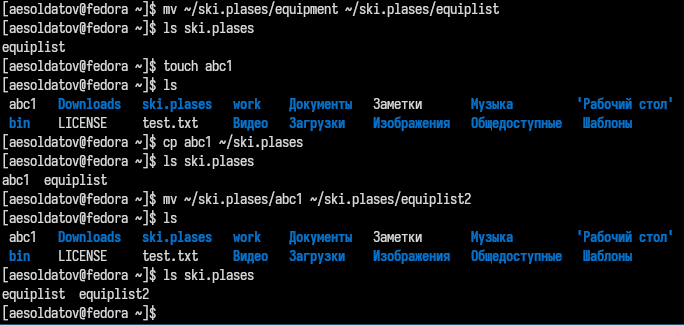 [aesoldatov@fedora ~]$ mv ~/ski.plases/equipment ~/ski.plases/equiplist
[aesoldatov@fedora ~]$ ls ski.plases
equiplist
[aesoldatov@fedora ~]$ touch abc1
[aesoldatov@fedora ~]$ ls
abc1 Downloads ski.plases work Документы Заметки Музыка 'Рабочий стол'
bin LICENSE test.txt Видео Загрузки Изображения Общедоступные Шаблоны
[aesoldatov@fedora ~]$ cp abc1 ~/ski.plases
[aesoldatov@fedora ~]$ ls ski.plases
abc1 equiplist
[aesoldatov@fedora ~]$ mv ~/ski.plases/abc1 ~/ski.plases/equiplist2
[aesoldatov@fedora ~]$ ls
abc1 Downloads ski.plases work Документы Заметки Музыка 'Рабочий стол'
bin LICENSE test.txt Видео Загрузки Изображения Общедоступные Шаблоны
[aesoldatov@fedora ~]$ ls ski.plases
equiplist equiplist2
[aesoldatov@fedora ~]$